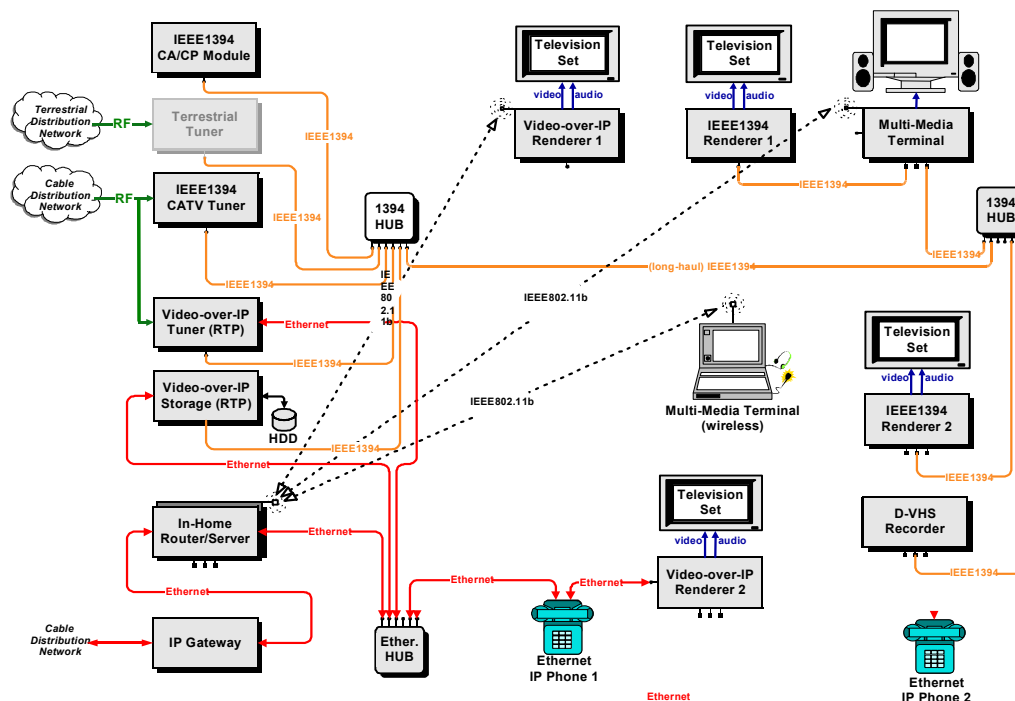 IEEE1394
CA/CP Module
Terrestrial
Distribution
Network
RF
Terrestrial
Tuner
Cable
Distribution
Network
RF
IEEE1394
CATV Tuner
Video-over-IP
Tuner (RTP)
Video-over-IP
Storage (RTP)
HDD
In-Home
Router/Server
IP Gateway
Cable
Distribution
Network
IEEE1394
IEEE1394
IEEE1394
IEEE1394
IEEE1394
Ethernet
Ethernet
Ethernet
Ethernet
1394
HUB
IE
EE
80
2.1
1b
Ether.
HUB
Television
Set
video
audio
Video-over-IP
Renderer 1
Television
Set
video
audio
IEEE1394
Renderer 1
Multi-Media
Terminal
IEEE1394
1394
HUB
(long-haul) IEEE1394
IEEE1394
IEEE802.11b
IEEE802.11b
Multi-Media Terminal
(wireless)
Television
Set
video
audio
IEEE1394
Renderer 2
IEEE1394
D-VHS
Recorder
IEEE1394
Television
Set
video
audio
Video-over-IP
Renderer 2
Ethernet
Ethernet
Ethernet
IP Phone 1
Ethernet
Ethernet
IP Phone 2